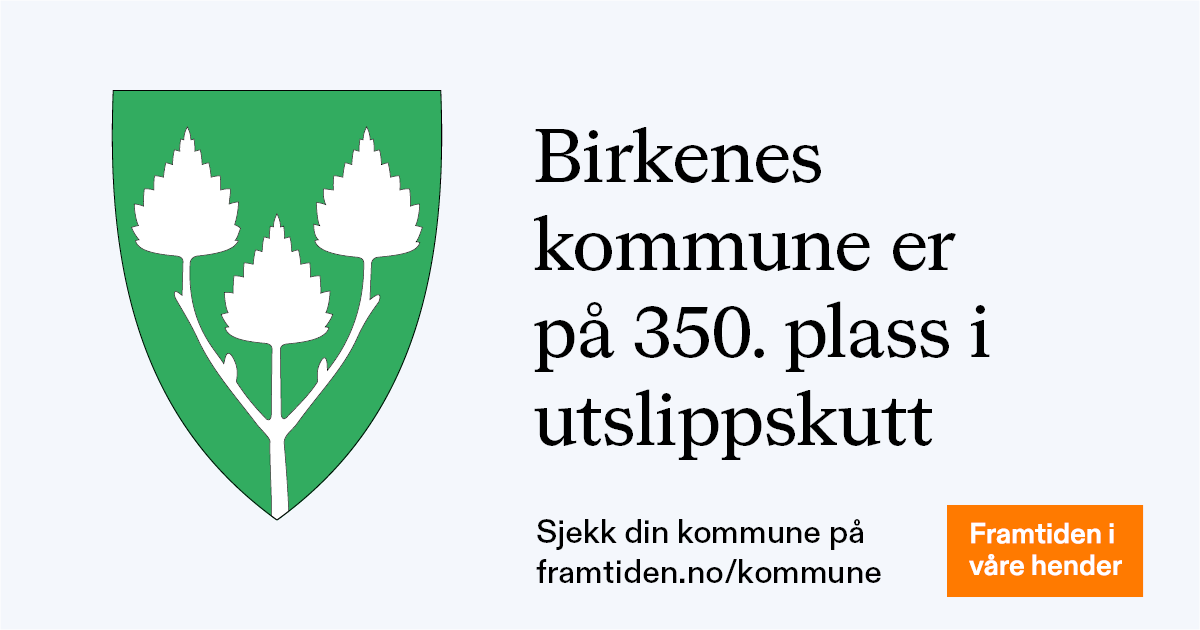 Birkenes
kommune er
på 350. plass i
utslippskutt
Sjekk din kommune på
framtiden.no/kommune
Framtiden i
våre hender